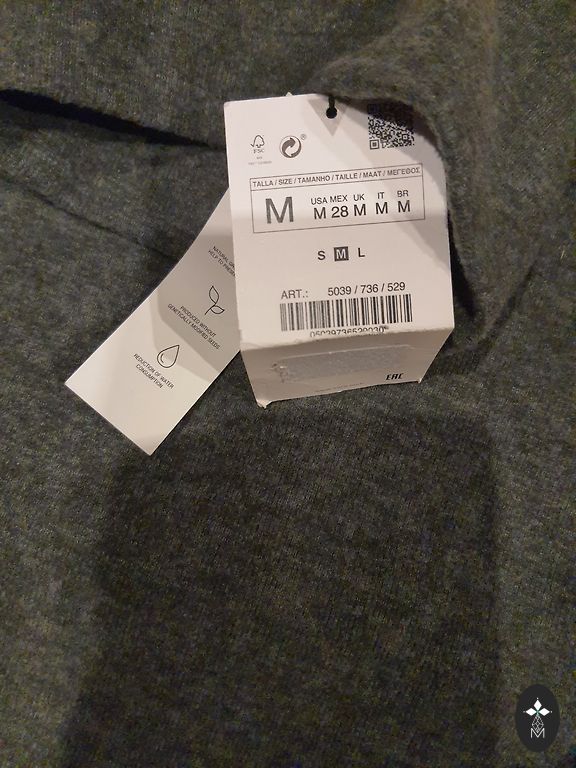 FSC
TALLA / SIZE / TAMANHO / TAILLE / MAAT / ΜΕΓΕΘΟΣ
M
USA MEX UK IT BR
M 28 M M M
S M L
ART.: 5039 / 736 / 529
EAC
PRODUCED WITHOUT
GENETICALLY MODIFIED SEEDS
REDUCTION OF WATER
CONSUMPTION
M